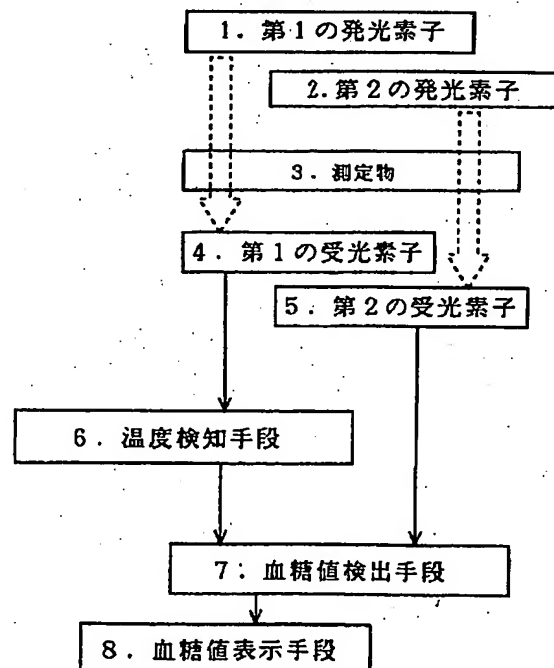 1．第1の発光素子
2．第2の発光素子
3．測定物
4．第1の受光素子
5．第2の受光素子
6．温度検知手段
7．血糖値検出手段
8．血糖値表示手段